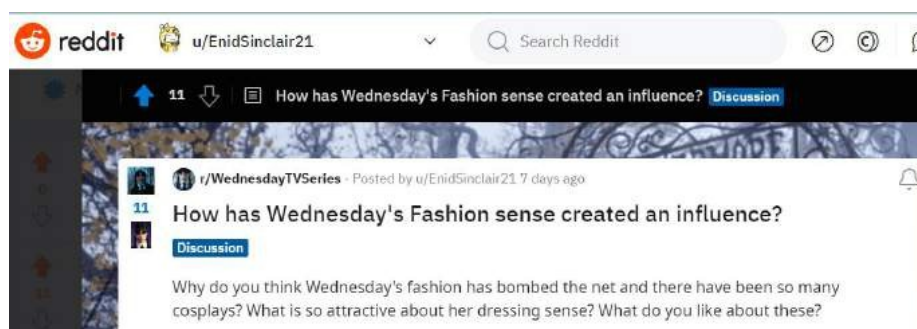 reddit u/EnidSinclair21 Search Reddit
11 How has Wednesday's Fashion sense created an influence? Discussion
r/WednesdayTVSeries · Posted by u/EnidSinclair21 7 days ago
11
How has Wednesday's Fashion sense created an influence?
Discussion
Why do you think Wednesday's fashion has bombed the net and there have been so many
cosplays? What is so attractive about her dressing sense? What do you like about these?